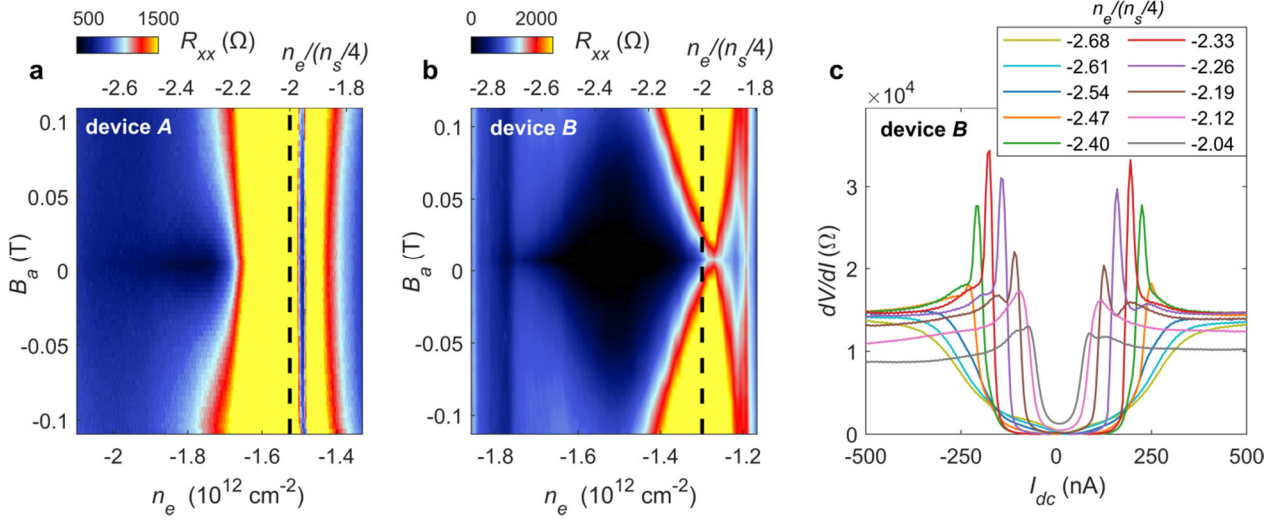 500 1500 0 2000
R_xx (Ω) n_e/(n_s/4) R_xx (Ω) n_e/(n_s/4)
a -2.6 -2.4 -2.2 -2 -1.8 b -2.8 -2.6 -2.4 -2.2 -2 -1.8 c
device A
0.1
0.05
0
-0.05
-0.1
B_a (T)
-2 -1.8 -1.6 -1.4
n_e (10^12 cm^-2)
device B
0.1
0.05
0
-0.05
-0.1
B_a (T)
-1.8 -1.7 -1.6 -1.5 -1.4 -1.3 -1.2
n_e (10^12 cm^-2)
n_e/(n_s/4)
-2.68 -2.33
-2.61 -2.26
-2.54 -2.19
-2.47 -2.12
-2.40 -2.04
×10^4
device B
3
2
1
0
dV/dI (Ω)
-500 -250 0 250 500
I_dc (nA)